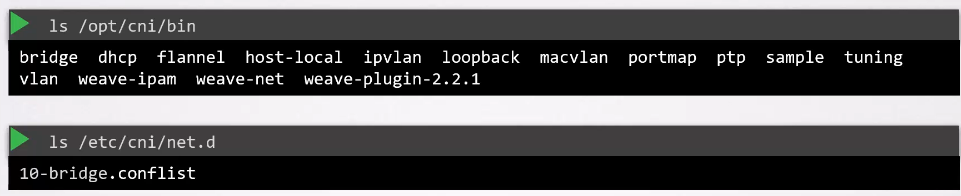 ls /opt/cni/bin
bridge dhcp flannel host-local ipvlan loopback macvlan portmap ptp sample tuning
vlan weave-ipam weave-net weave-plugin-2.2.1
ls /etc/cni/net.d
10-bridge.conflist